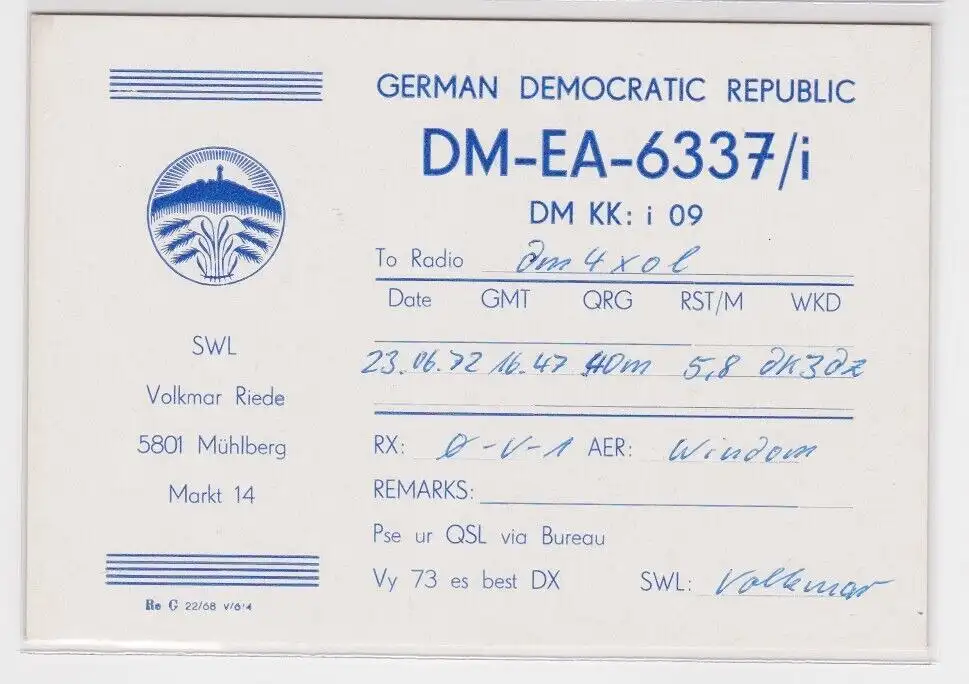 GERMAN DEMOCRATIC REPUBLIC
DM-EA-6337/i
DM KK: i 09
To Radio dm4xol
Date GMT QRG RST/M WKD
23.06.72 16.47 40m 5,8 dk3dz
RX: Ø-V-1 AER: Windom
REMARKS:
Pse ur QSL via Bureau
Vy 73 es best DX SWL: Volkmar
SWL
Volkmar Riede
5801 Mühlberg
Markt 14
Re G 22/68 V/6/4